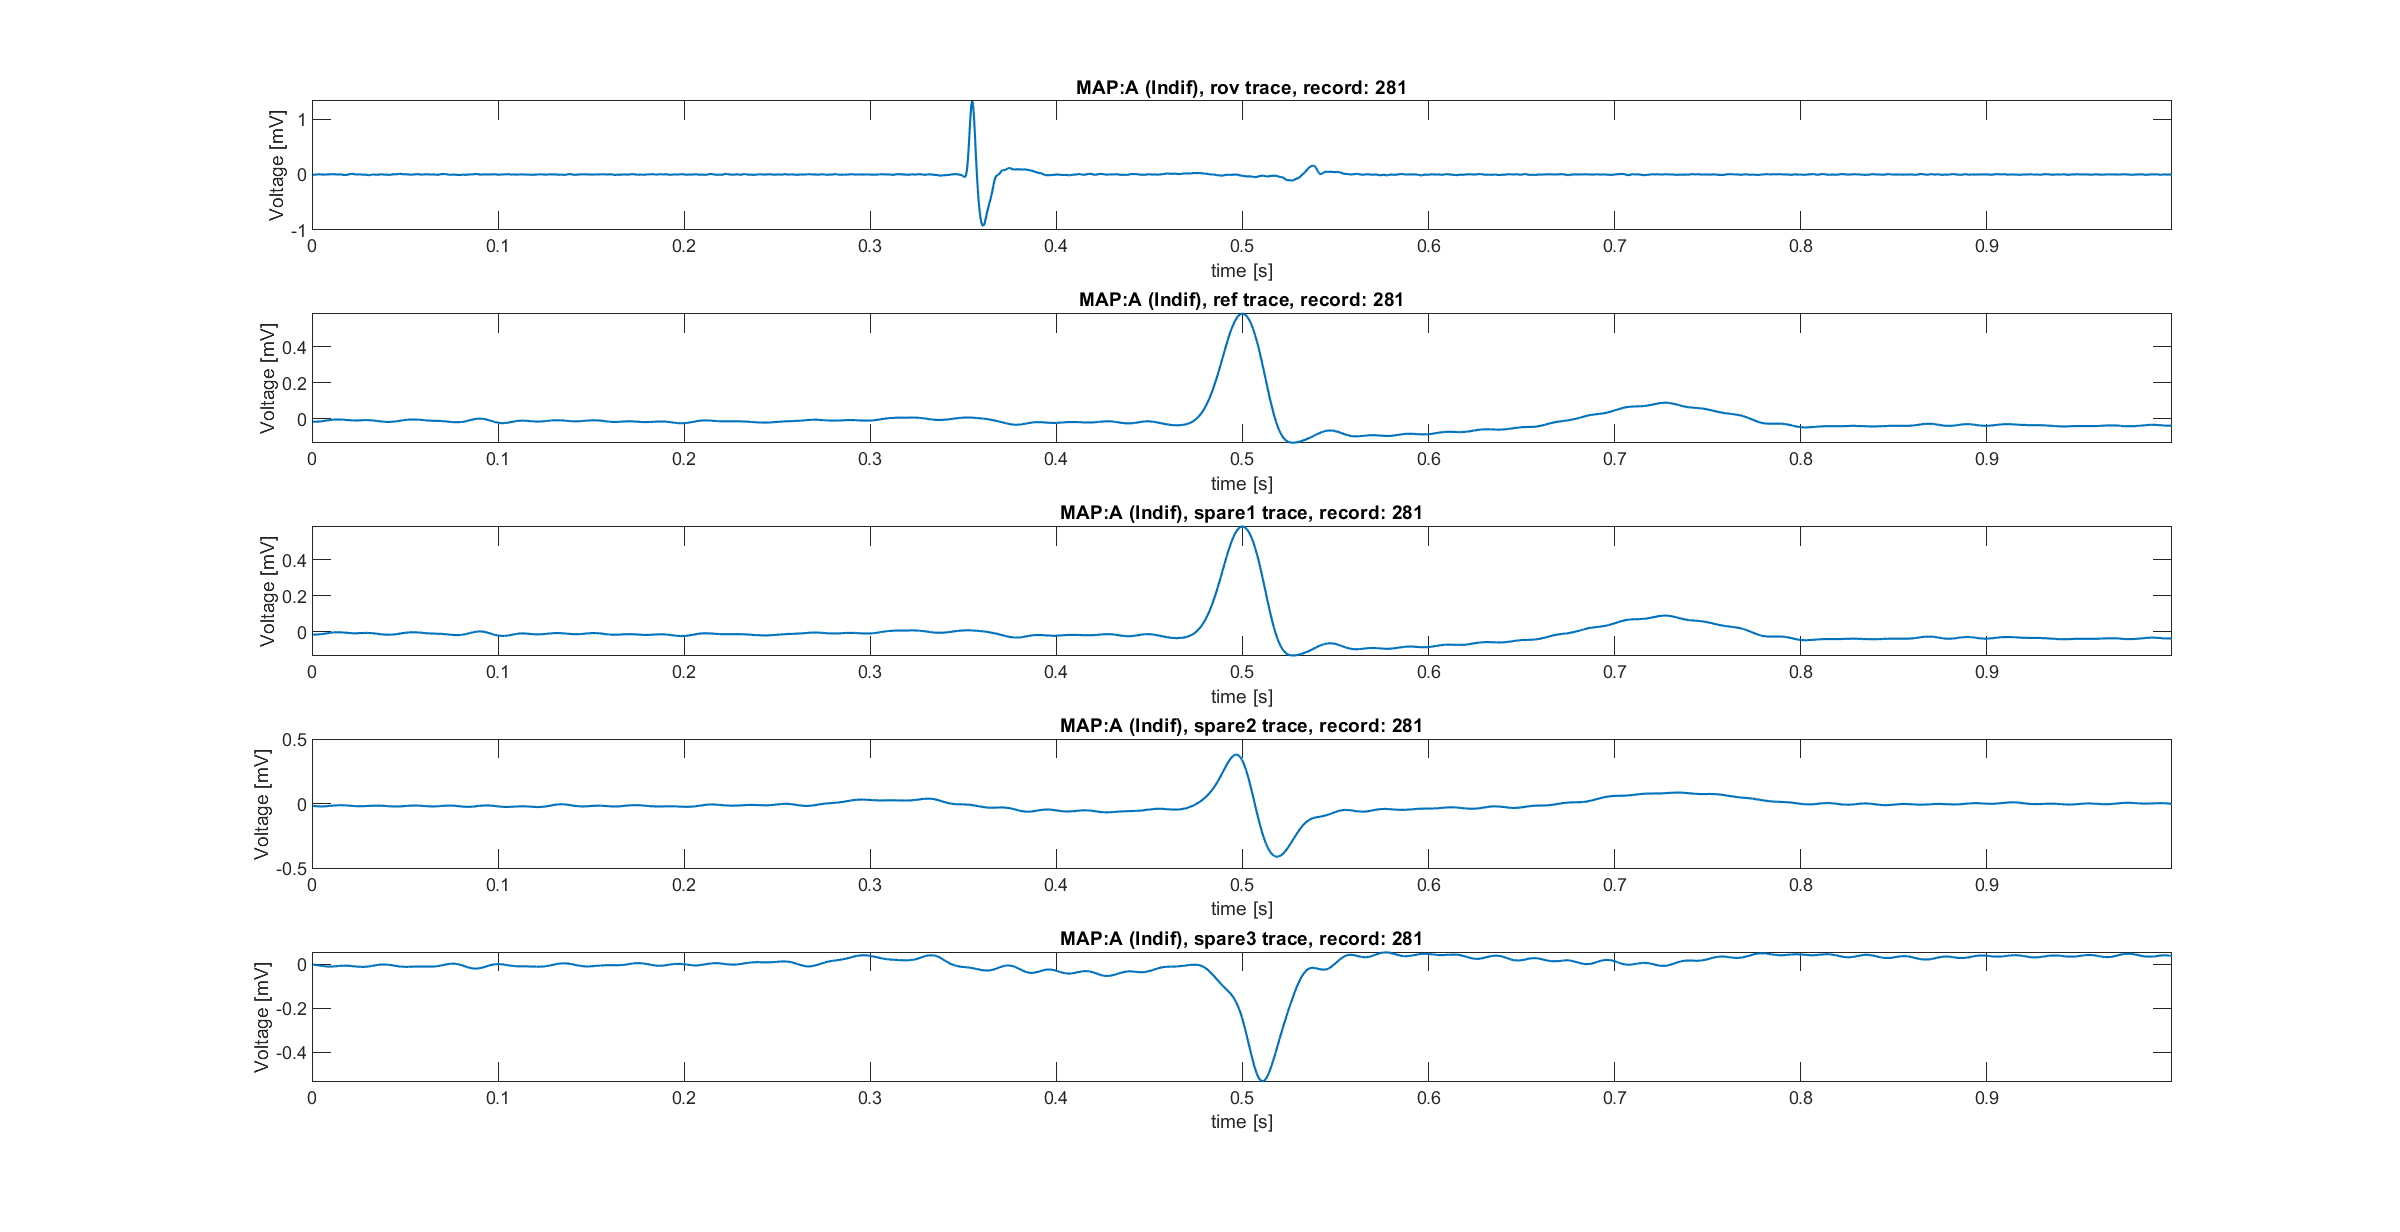 MAP:A (Indif), rov trace, record: 281
Voltage [mV]
1
0
-1
0 0.1 0.2 0.3 0.4 0.5 0.6 0.7 0.8 0.9
time [s]
MAP:A (Indif), ref trace, record: 281
Voltage [mV]
0.4
0.2
0
0 0.1 0.2 0.3 0.4 0.5 0.6 0.7 0.8 0.9
time [s]
MAP:A (Indif), spare1 trace, record: 281
Voltage [mV]
0.4
0.2
0
0 0.1 0.2 0.3 0.4 0.5 0.6 0.7 0.8 0.9
time [s]
MAP:A (Indif), spare2 trace, record: 281
Voltage [mV]
0.5
0
-0.5
0 0.1 0.2 0.3 0.4 0.5 0.6 0.7 0.8 0.9
time [s]
MAP:A (Indif), spare3 trace, record: 281
Voltage [mV]
0
-0.2
-0.4
0 0.1 0.2 0.3 0.4 0.5 0.6 0.7 0.8 0.9
time [s]